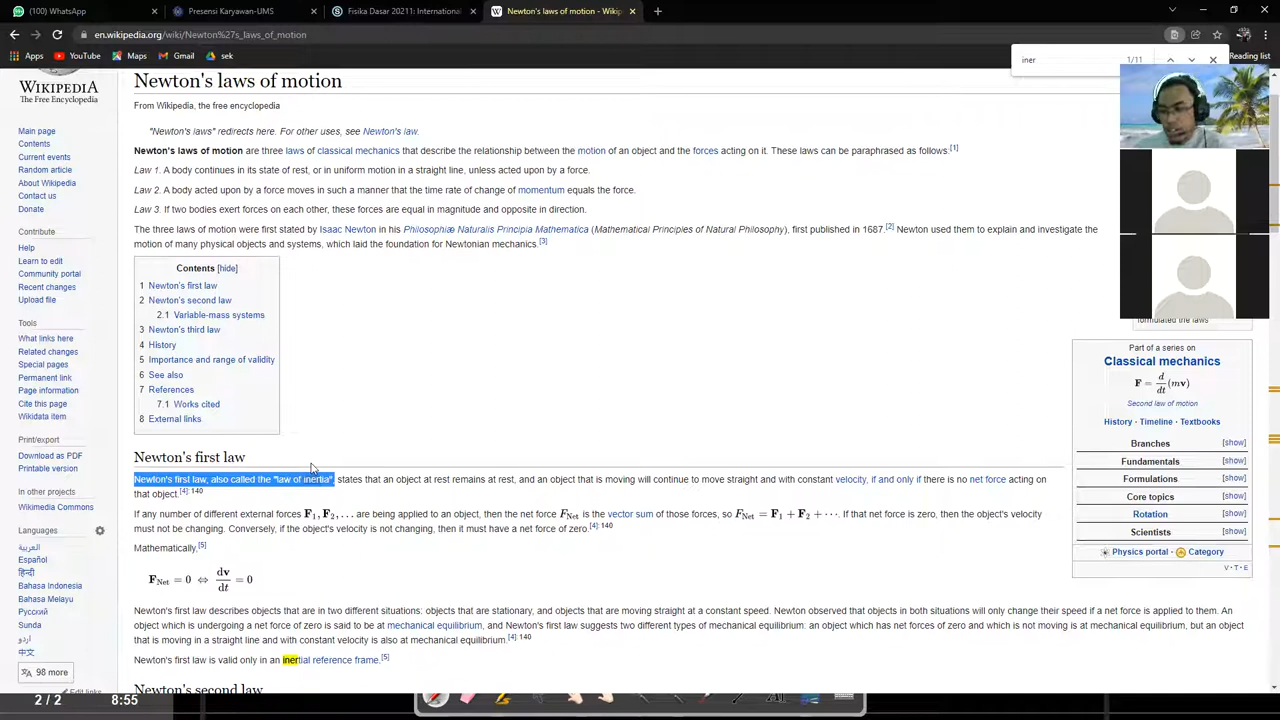 (100) WhatsApp
Presensi Karyawan-UMS
Fisika Dasar 20211: International
Newton's laws of motion - Wiki
en.wikipedia.org/wiki/Newton%27s_laws_of_motion
Apps YouTube Maps Gmail sek
Reading list
iner 1/11
WIKIPEDIA
The Free Encyclopedia
Main page
Contents
Current events
Random article
About Wikipedia
Contact us
Donate
Contribute
Help
Learn to edit
Community portal
Recent changes
Upload file
Tools
What links here
Related changes
Special pages
Permanent link
Page information
Cite this page
Wikidata item
Print/export
Download as PDF
Printable version
In other projects
Wikimedia Commons
Languages
العربية
Español
हिन्दी
Bahasa Indonesia
Bahasa Melayu
Русский
Sunda
اردو
中文
98 more
Edit links
Newton's laws of motion
From Wikipedia, the free encyclopedia
"Newton's laws" redirects here. For other uses, see Newton's law.
Newton's laws of motion are three laws of classical mechanics that describe the relationship between the motion of an object and the forces acting on it. These laws can be paraphrased as follows:[1]
Law 1. A body continues in its state of rest, or in uniform motion in a straight line, unless acted upon by a force.
Law 2. A body acted upon by a force moves in such a manner that the time rate of change of momentum equals the force.
Law 3. If two bodies exert forces on each other, these forces are equal in magnitude and opposite in direction.
The three laws of motion were first stated by Isaac Newton in his Philosophiæ Naturalis Principia Mathematica (Mathematical Principles of Natural Philosophy), first published in 1687.[2] Newton used them to explain and investigate the
motion of many physical objects and systems, which laid the foundation for Newtonian mechanics.[3]
Contents [hide]
1 Newton's first law
2 Newton's second law
2.1 Variable-mass systems
3 Newton's third law
4 History
5 Importance and range of validity
6 See also
7 References
7.1 Works cited
8 External links
Newton's first law
Newton's first law, also called the "law of inertia", states that an object at rest remains at rest, and an object that is moving will continue to move straight and with constant velocity, if and only if there is no net force acting on
that object.[4]: 140
If any number of different external forces F1, F2, … are being applied to an object, then the net force FNet is the vector sum of those forces, so FNet = F1 + F2 + ⋯. If that net force is zero, then the object's velocity
must not be changing. Conversely, if the object's velocity is not changing, then it must have a net force of zero.[4]: 140
Mathematically,[5]
FNet = 0 ⇔ dv/dt = 0
Newton's first law describes objects that are in two different situations: objects that are stationary, and objects that are moving straight at a constant speed. Newton observed that objects in both situations will only change their speed if a net force is applied to them. An
object which is undergoing a net force of zero is said to be at mechanical equilibrium, and Newton's first law suggests two different types of mechanical equilibrium: an object which has net forces of zero and which is not moving is at mechanical equilibrium, but an object
that is moving in a straight line and with constant velocity is also at mechanical equilibrium.[4]: 140
Newton's first law is valid only in an inertial reference frame.[5]
Newton's second law
formulated the laws
Part of a series on
Classical mechanics
F = d/dt (mv)
Second law of motion
History · Timeline · Textbooks
Branches [show]
Fundamentals [show]
Formulations [show]
Core topics [show]
Rotation [show]
Scientists [show]
Physics portal · Category
V · T · E
2 / 2 8:55